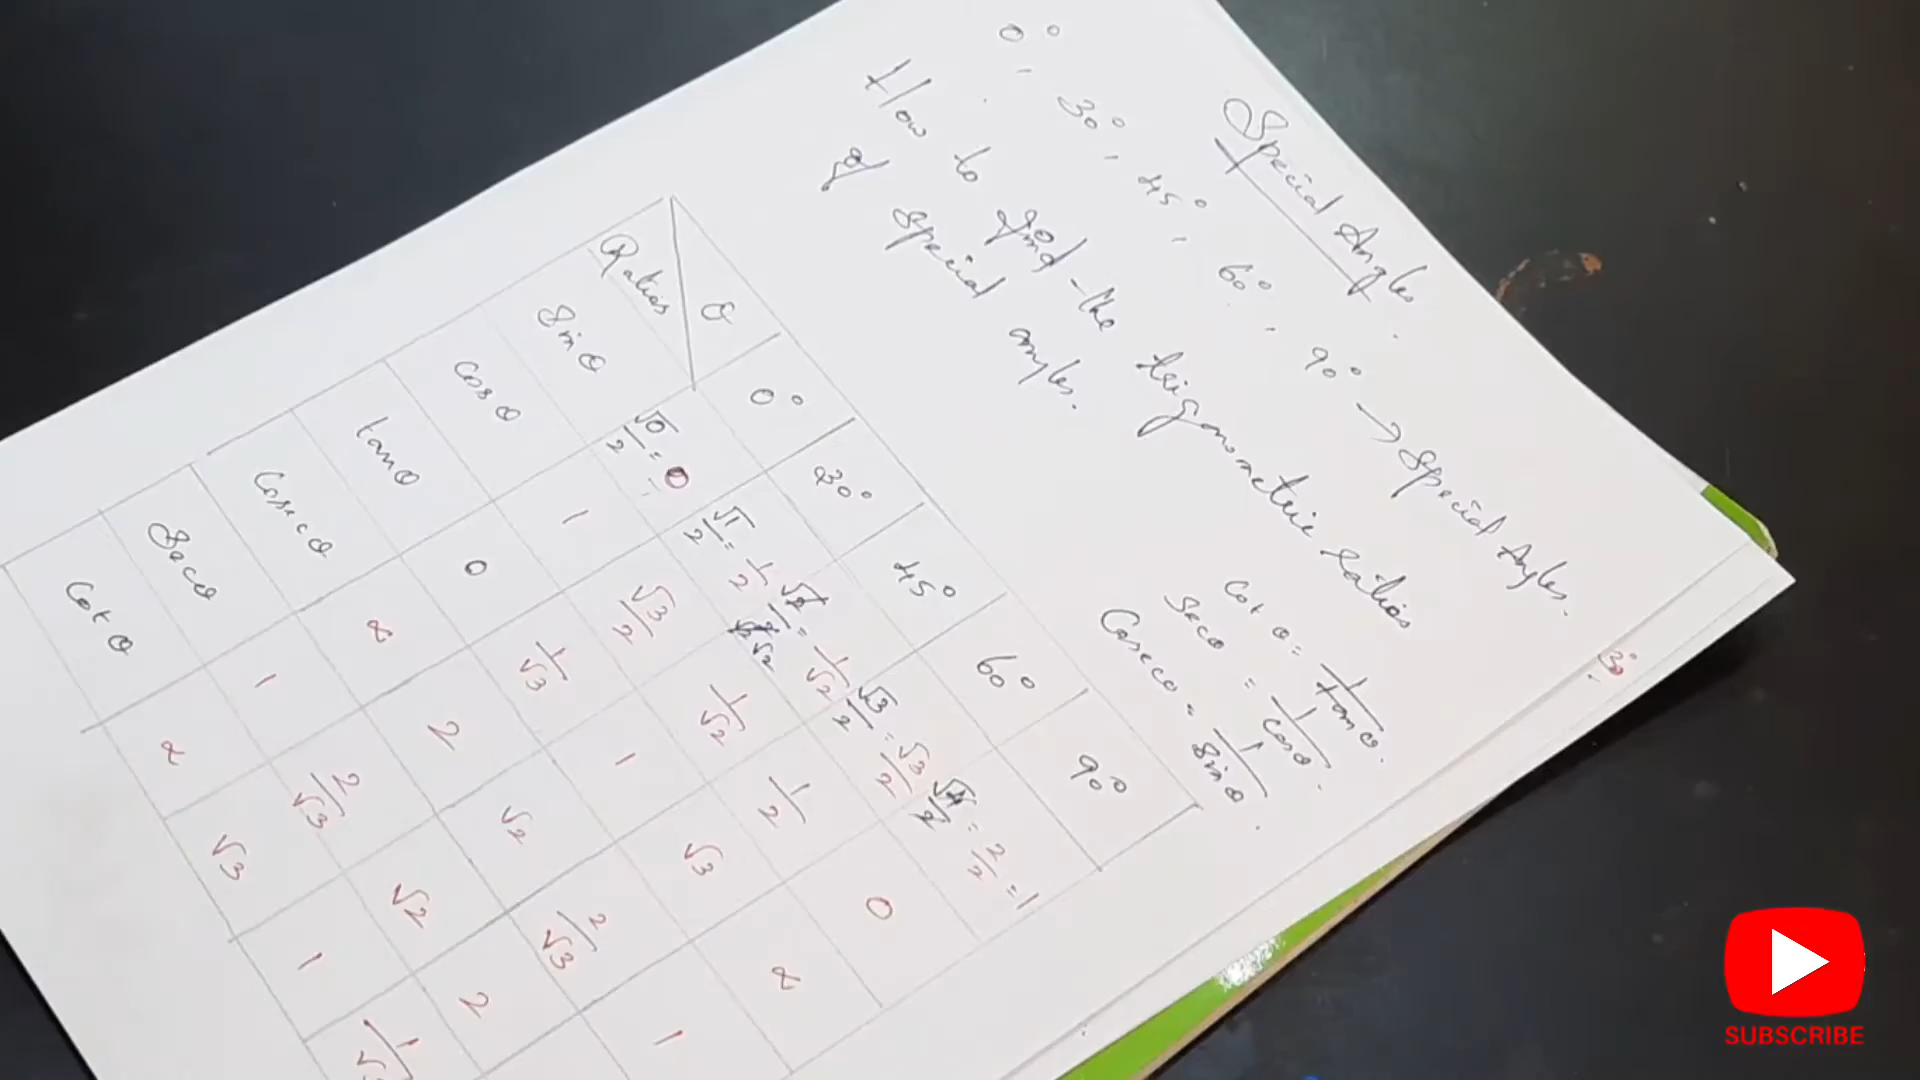 Special Angles.
0°, 30°, 45°, 60°, 90° → Special Angles.
How to find the trigonometric ratios
of special angles.
Cot θ = 1/tan θ.
Sec θ = 1/cos θ.
Cosec θ = 1/sin θ.
30°
Ratios θ 0° 30° 45° 60° 90°
Sin θ √0/2 = 0 √1/2 = 1/2 = 1/√2 √3/2 = √3/2 √4/2 = 2/2 = 1
Cos θ 1 √3/2 1/√2 1/2 0
tan θ 0 1/√3 1 √3 ∝
Cosec θ ∝ 2 √2 2/√3 1
Sec θ 1 2/√3 √2 2
Cot θ ∝ √3 1
SUBSCRIBE